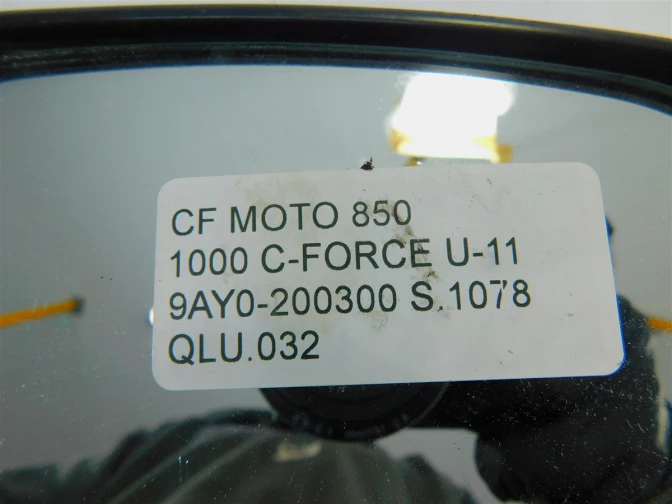 CF MOTO 850
1000 C-FORCE U-11
9AY0-200300 S.1078
QLU.032